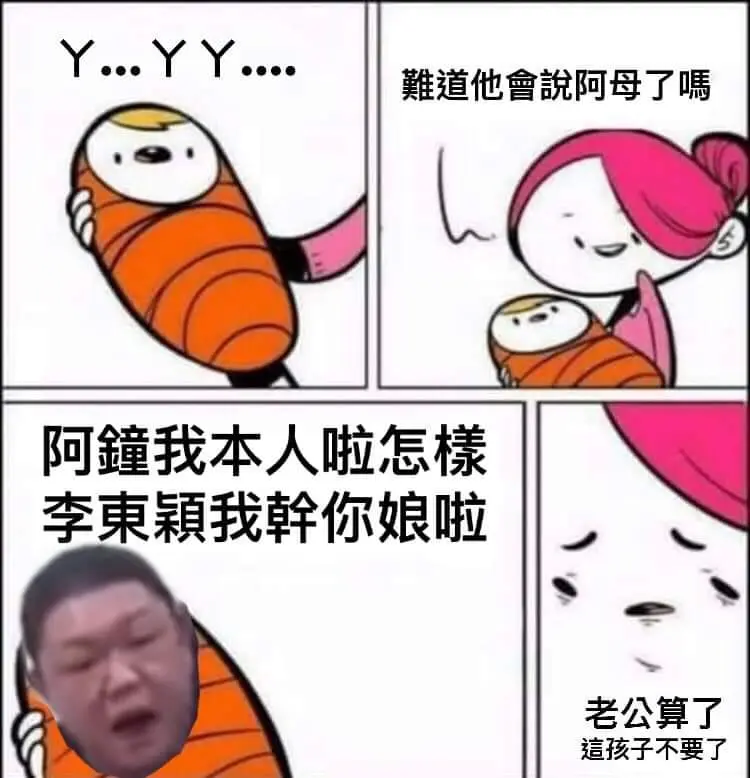 ㄚ...ㄚㄚ....
難道他會說阿母了嗎
阿鐘我本人啦怎樣
李東穎我幹你娘啦
老公算了
這孩子不要了